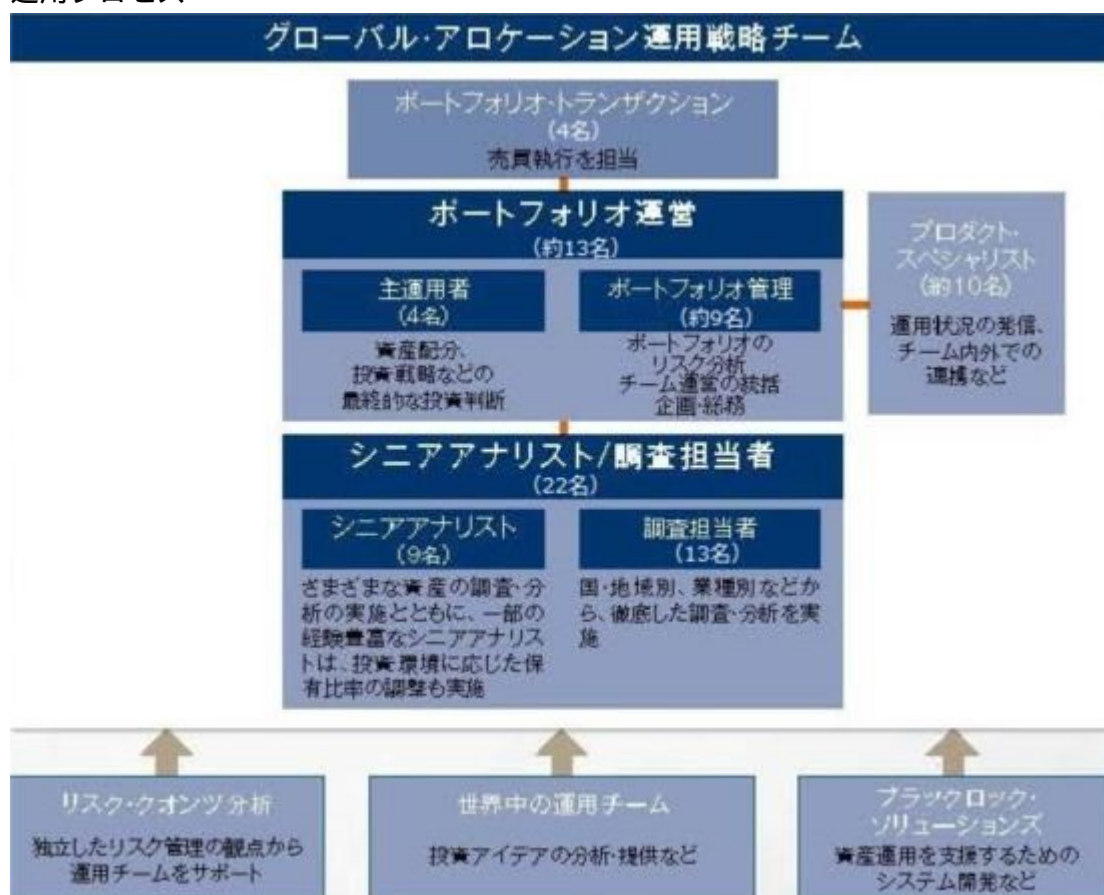 運用プロセス
グローバル・アロケーション運用戦略チーム
ポートフォリオ・トランザクション
(4名)
売買執行を担当
ポートフォリオ運営
(約13名)
主運用者
(4名)
資産配分、
投資戦略などの
最終的な投資判断
ポートフォリオ管理
(約9名)
ポートフォリオの
リスク分析
チーム運営の統括
企画・総務
プロダクト・
スペシャリスト
(約10名)
運用状況の発信、
チーム内外での
連携など
シニアアナリスト/調査担当者
(22名)
シニアアナリスト
(9名)
さまざまな資産の調査・分
析の実施とともに、一部の
経験豊富なシニアアナリス
トは、投資環境に応じた保
有比率の調整も実施
調査担当者
(13名)
国・地域別、業種別などか
ら、徹底した調査・分析を実
施
リスク・クオンツ分析
独立したリスク管理の観点から
運用チームをサポート
世界中の運用チーム
投資アイデアの分析・提供など
ブラックロック・
ソリューションズ
資産運用を支援するための
システム開発など